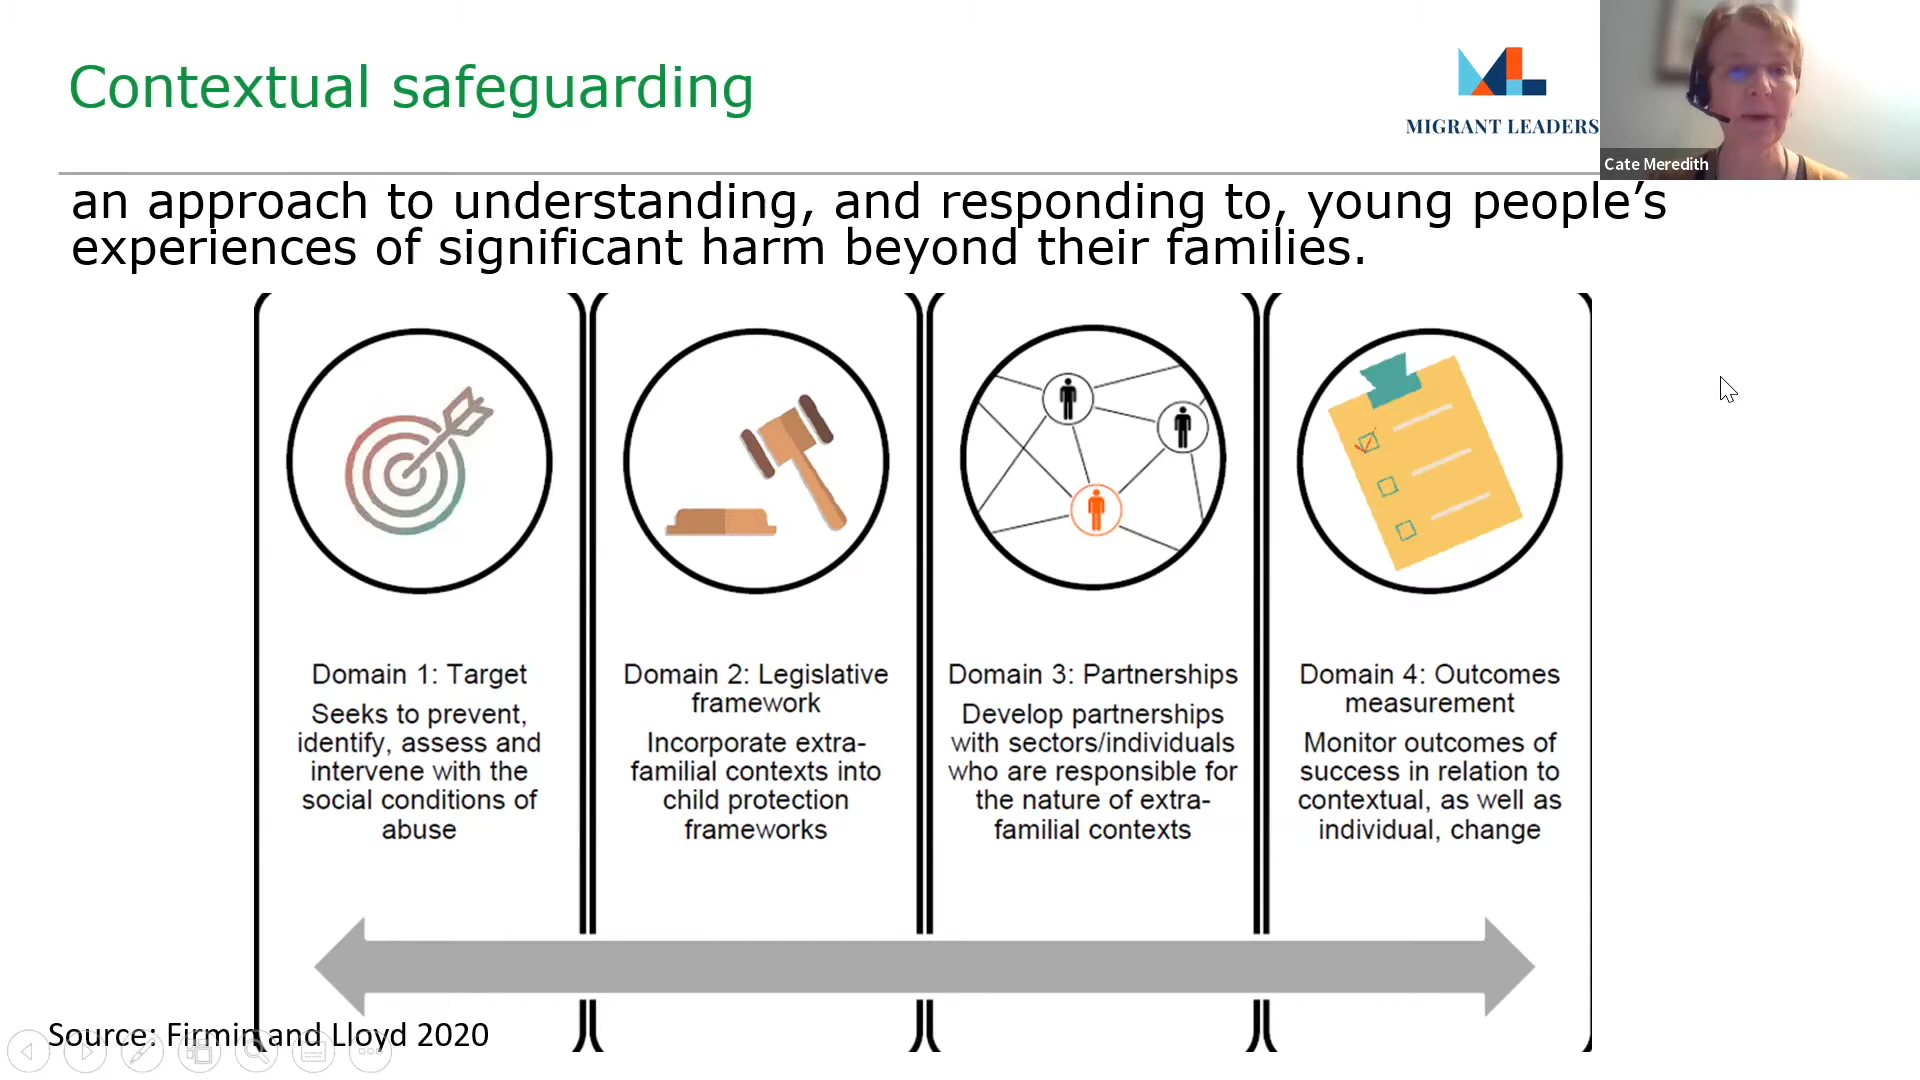 Contextual safeguarding
MIGRANT LEADERS
Cate Meredith
an approach to understanding, and responding to, young people’s
experiences of significant harm beyond their families.
Domain 1: Target
Seeks to prevent,
identify, assess and
intervene with the
social conditions of
abuse
Domain 2: Legislative
framework
Incorporate extra-
familial contexts into
child protection
frameworks
Domain 3: Partnerships
Develop partnerships
with sectors/individuals
who are responsible for
the nature of extra-
familial contexts
Domain 4: Outcomes
measurement
Monitor outcomes of
success in relation to
contextual, as well as
individual, change
Source: Firmin and Lloyd 2020